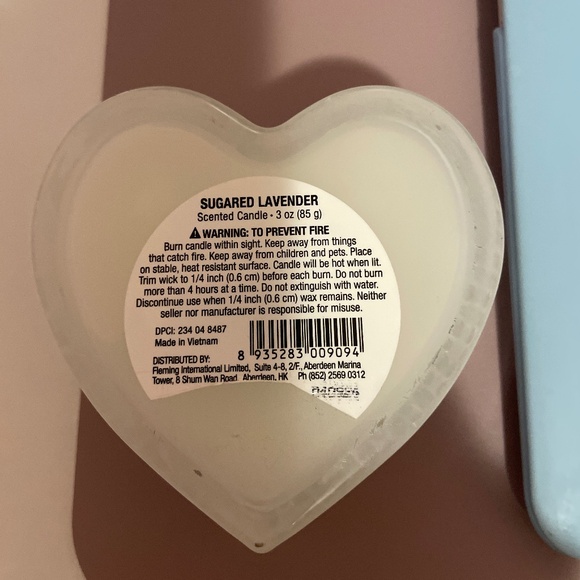 SUGARED LAVENDER
Scented Candle • 3 oz (85 g)
⚠ WARNING: TO PREVENT FIRE
Burn candle within sight. Keep away from things
that catch fire. Keep away from children and pets. Place
on stable, heat resistant surface. Candle will be hot when lit.
Trim wick to 1/4 inch (0.6 cm) before each burn. Do not burn
more than 4 hours at a time. Do not extinguish with water.
Discontinue use when 1/4 inch (0.6 cm) wax remains. Neither
seller nor manufacturer is responsible for misuse.
DPCI: 234 04 8487
Made in Vietnam
8 935283 009094
DISTRIBUTED BY:
Fleming International Limited, Suite 4-8, 2/F., Aberdeen Marina
Tower, 8 Shum Wan Road, Aberdeen, HK Ph (852) 2569 0312